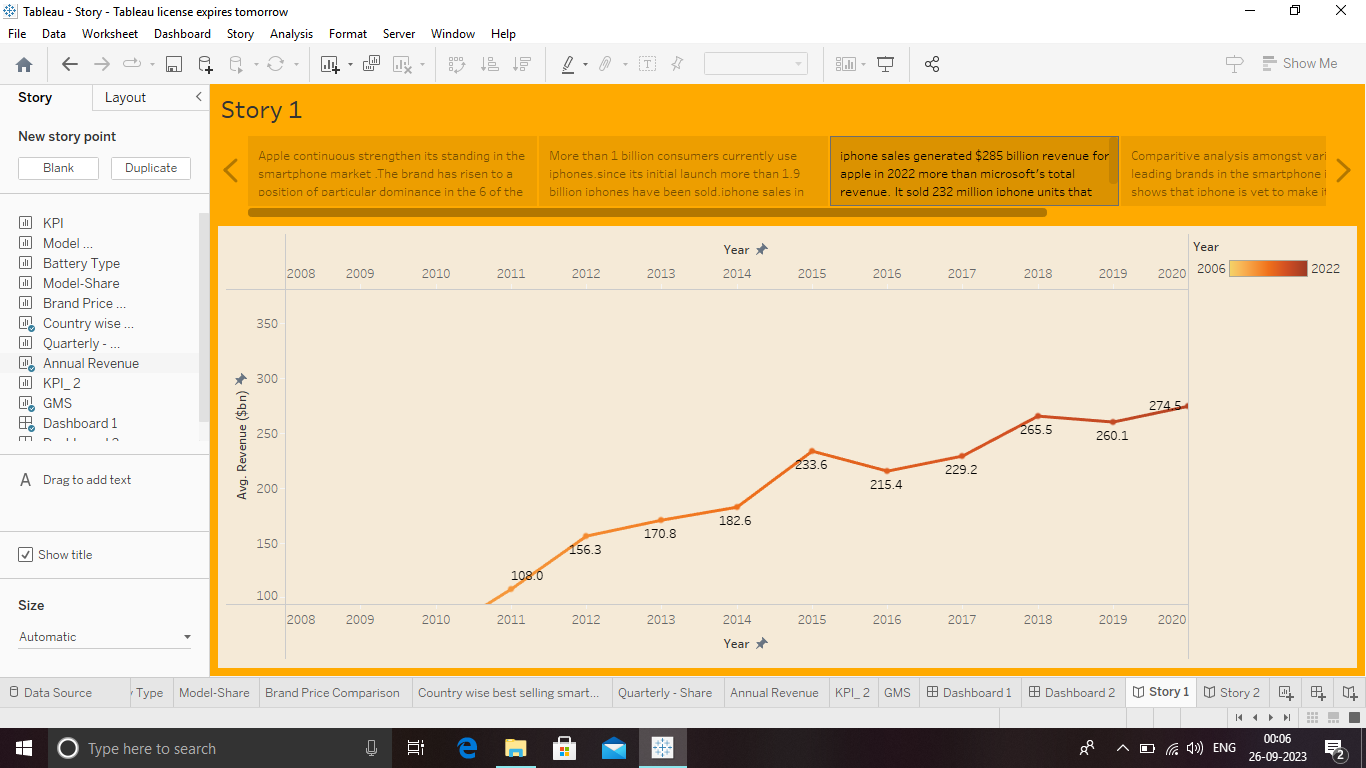 Tableau - Story - Tableau license expires tomorrow
File Data Worksheet Dashboard Story Analysis Format Server Window Help
Show Me
Story Layout
New story point
Blank Duplicate
KPI
Model ...
Battery Type
Model-Share
Brand Price ...
Country wise ...
Quarterly - ...
Annual Revenue
KPI_ 2
GMS
Dashboard 1
A Drag to add text
Show title
Size
Automatic
Story 1
Apple continuous strengthen its standing in the
smartphone market .The brand has risen to a
position of particular dominance in the 6 of the
More than 1 billion consumers currently use
iphones.since its initial launch more than 1.9
billion iphones have been sold.iphone sales in
iphone sales generated $285 billion revenue for
apple in 2022 more than microsoft's total
revenue. It sold 232 million iphone units that
Comparitive analysis amongst vari
leading brands in the smartphone i
shows that iphone is yet to make it
Year
2008 2009 2010 2011 2012 2013 2014 2015 2016 2017 2018 2019 2020
Year
2006 2022
Avg. Revenue ($bn)
350
300
250
200
150
100
108.0
156.3
170.8
182.6
233.6
215.4
229.2
265.5
260.1
274.5
2008 2009 2010 2011 2012 2013 2014 2015 2016 2017 2018 2019 2020
Year
Data Source Type Model-Share Brand Price Comparison Country wise best selling smart... Quarterly - Share Annual Revenue KPI_ 2 GMS Dashboard 1 Dashboard 2 Story 1 Story 2
Type here to search
ENG
00:06
26-09-2023
2